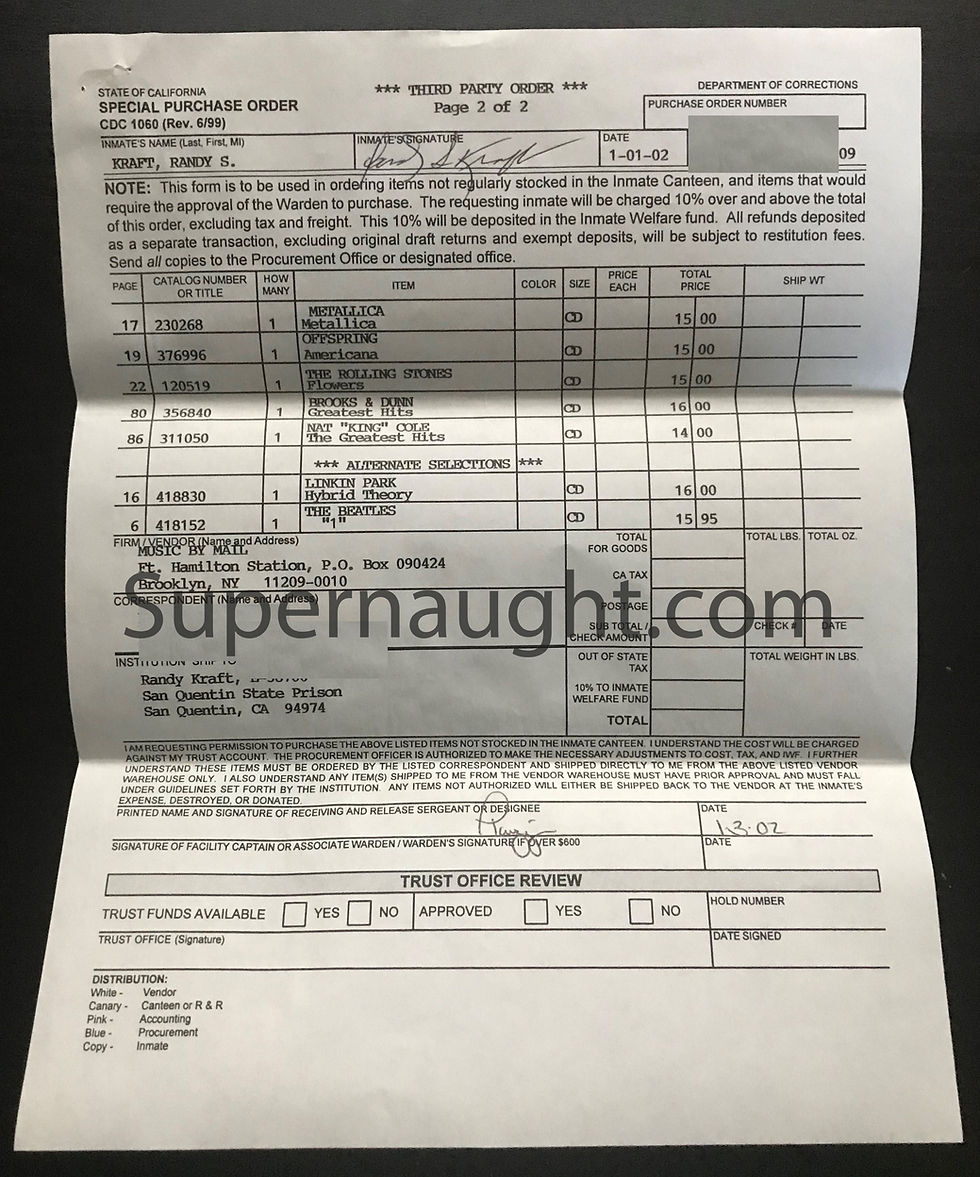 STATE OF CALIFORNIA
SPECIAL PURCHASE ORDER
CDC 1060 (Rev. 6/99)
*** THIRD PARTY ORDER ***
Page 2 of 2
DEPARTMENT OF CORRECTIONS
PURCHASE ORDER NUMBER
INMATE'S NAME (Last, First, MI)
KRAFT, RANDY S.
INMATE'S SIGNATURE
Randy S Kraft
DATE
1-01-02
09
NOTE: This form is to be used in ordering items not regularly stocked in the Inmate Canteen, and items that would
require the approval of the Warden to purchase. The requesting inmate will be charged 10% over and above the total
of this order, excluding tax and freight. This 10% will be deposited in the Inmate Welfare fund. All refunds deposited
as a separate transaction, excluding original draft returns and exempt deposits, will be subject to restitution fees.
Send all copies to the Procurement Office or designated office.
PAGE CATALOG NUMBER OR TITLE HOW MANY ITEM COLOR SIZE PRICE EACH TOTAL PRICE SHIP WT
METALLICA
17 230268 1 Metallica CD 15 00
OFFSPRING
19 376996 1 Americana CD 15 00
THE ROLLING STONES
22 120519 1 Flowers CD 15 00
BROOKS & DUNN
80 356840 1 Greatest Hits CD 16 00
NAT "KING" COLE
86 311050 1 The Greatest Hits CD 14 00
*** ALTERNATE SELECTIONS ***
LINKIN PARK
16 418830 1 Hybrid Theory CD 16 00
THE BEATLES
6 418152 1 "1" CD 15 95
FIRM / VENDOR (Name and Address)
MUSIC BY MAIL
Ft. Hamilton Station, P.O. Box 090424
Brooklyn, NY 11209-0010
CORRESPONDENT (Name and Address)
Supernaught.com
INSTITUTION SHIP TO
Randy Kraft,
San Quentin State Prison
San Quentin, CA 94974
TOTAL FOR GOODS
CA TAX
POSTAGE
SUB TOTAL / CHECK AMOUNT
OUT OF STATE TAX
10% TO INMATE WELFARE FUND
TOTAL
TOTAL LBS. TOTAL OZ.
CHECK # DATE
TOTAL WEIGHT IN LBS.
I AM REQUESTING PERMISSION TO PURCHASE THE ABOVE LISTED ITEMS NOT STOCKED IN THE INMATE CANTEEN. I UNDERSTAND THE COST WILL BE CHARGED
AGAINST MY TRUST ACCOUNT. THE PROCUREMENT OFFICER IS AUTHORIZED TO MAKE THE NECESSARY ADJUSTMENTS TO COST, TAX, AND IWF. I FURTHER
UNDERSTAND THESE ITEMS MUST BE ORDERED BY THE LISTED CORRESPONDENT AND SHIPPED DIRECTLY TO ME FROM THE ABOVE LISTED VENDOR
WAREHOUSE ONLY. I ALSO UNDERSTAND ANY ITEM(S) SHIPPED TO ME FROM THE VENDOR WAREHOUSE MUST HAVE PRIOR APPROVAL AND MUST FALL
UNDER GUIDELINES SET FORTH BY THE INSTITUTION. ANY ITEMS NOT AUTHORIZED WILL EITHER BE SHIPPED BACK TO THE VENDOR AT THE INMATE'S
EXPENSE, DESTROYED, OR DONATED.
PRINTED NAME AND SIGNATURE OF RECEIVING AND RELEASE SERGEANT OR DESIGNEE
DATE
1-3-02
SIGNATURE OF FACILITY CAPTAIN OR ASSOCIATE WARDEN / WARDEN'S SIGNATURE IF OVER $600
DATE
TRUST OFFICE REVIEW
TRUST FUNDS AVAILABLE YES NO APPROVED YES NO
HOLD NUMBER
TRUST OFFICE (Signature)
DATE SIGNED
DISTRIBUTION:
White - Vendor
Canary - Canteen or R & R
Pink - Accounting
Blue - Procurement
Copy - Inmate